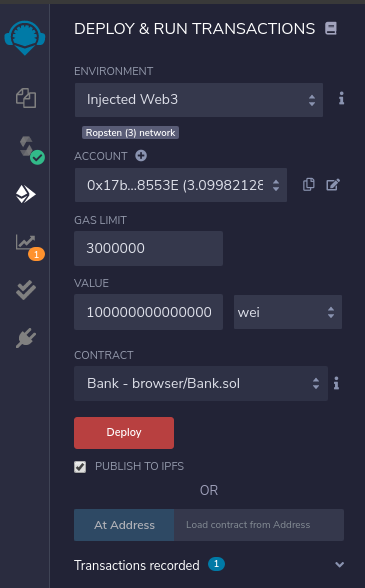 DEPLOY & RUN TRANSACTIONS
ENVIRONMENT
Injected Web3
Ropsten (3) network
ACCOUNT
0x17b...8553E (3.09982128
GAS LIMIT
3000000
VALUE
100000000000000 wei
CONTRACT
Bank - browser/Bank.sol
Deploy
PUBLISH TO IPFS
OR
At Address Load contract from Address
Transactions recorded 1
1